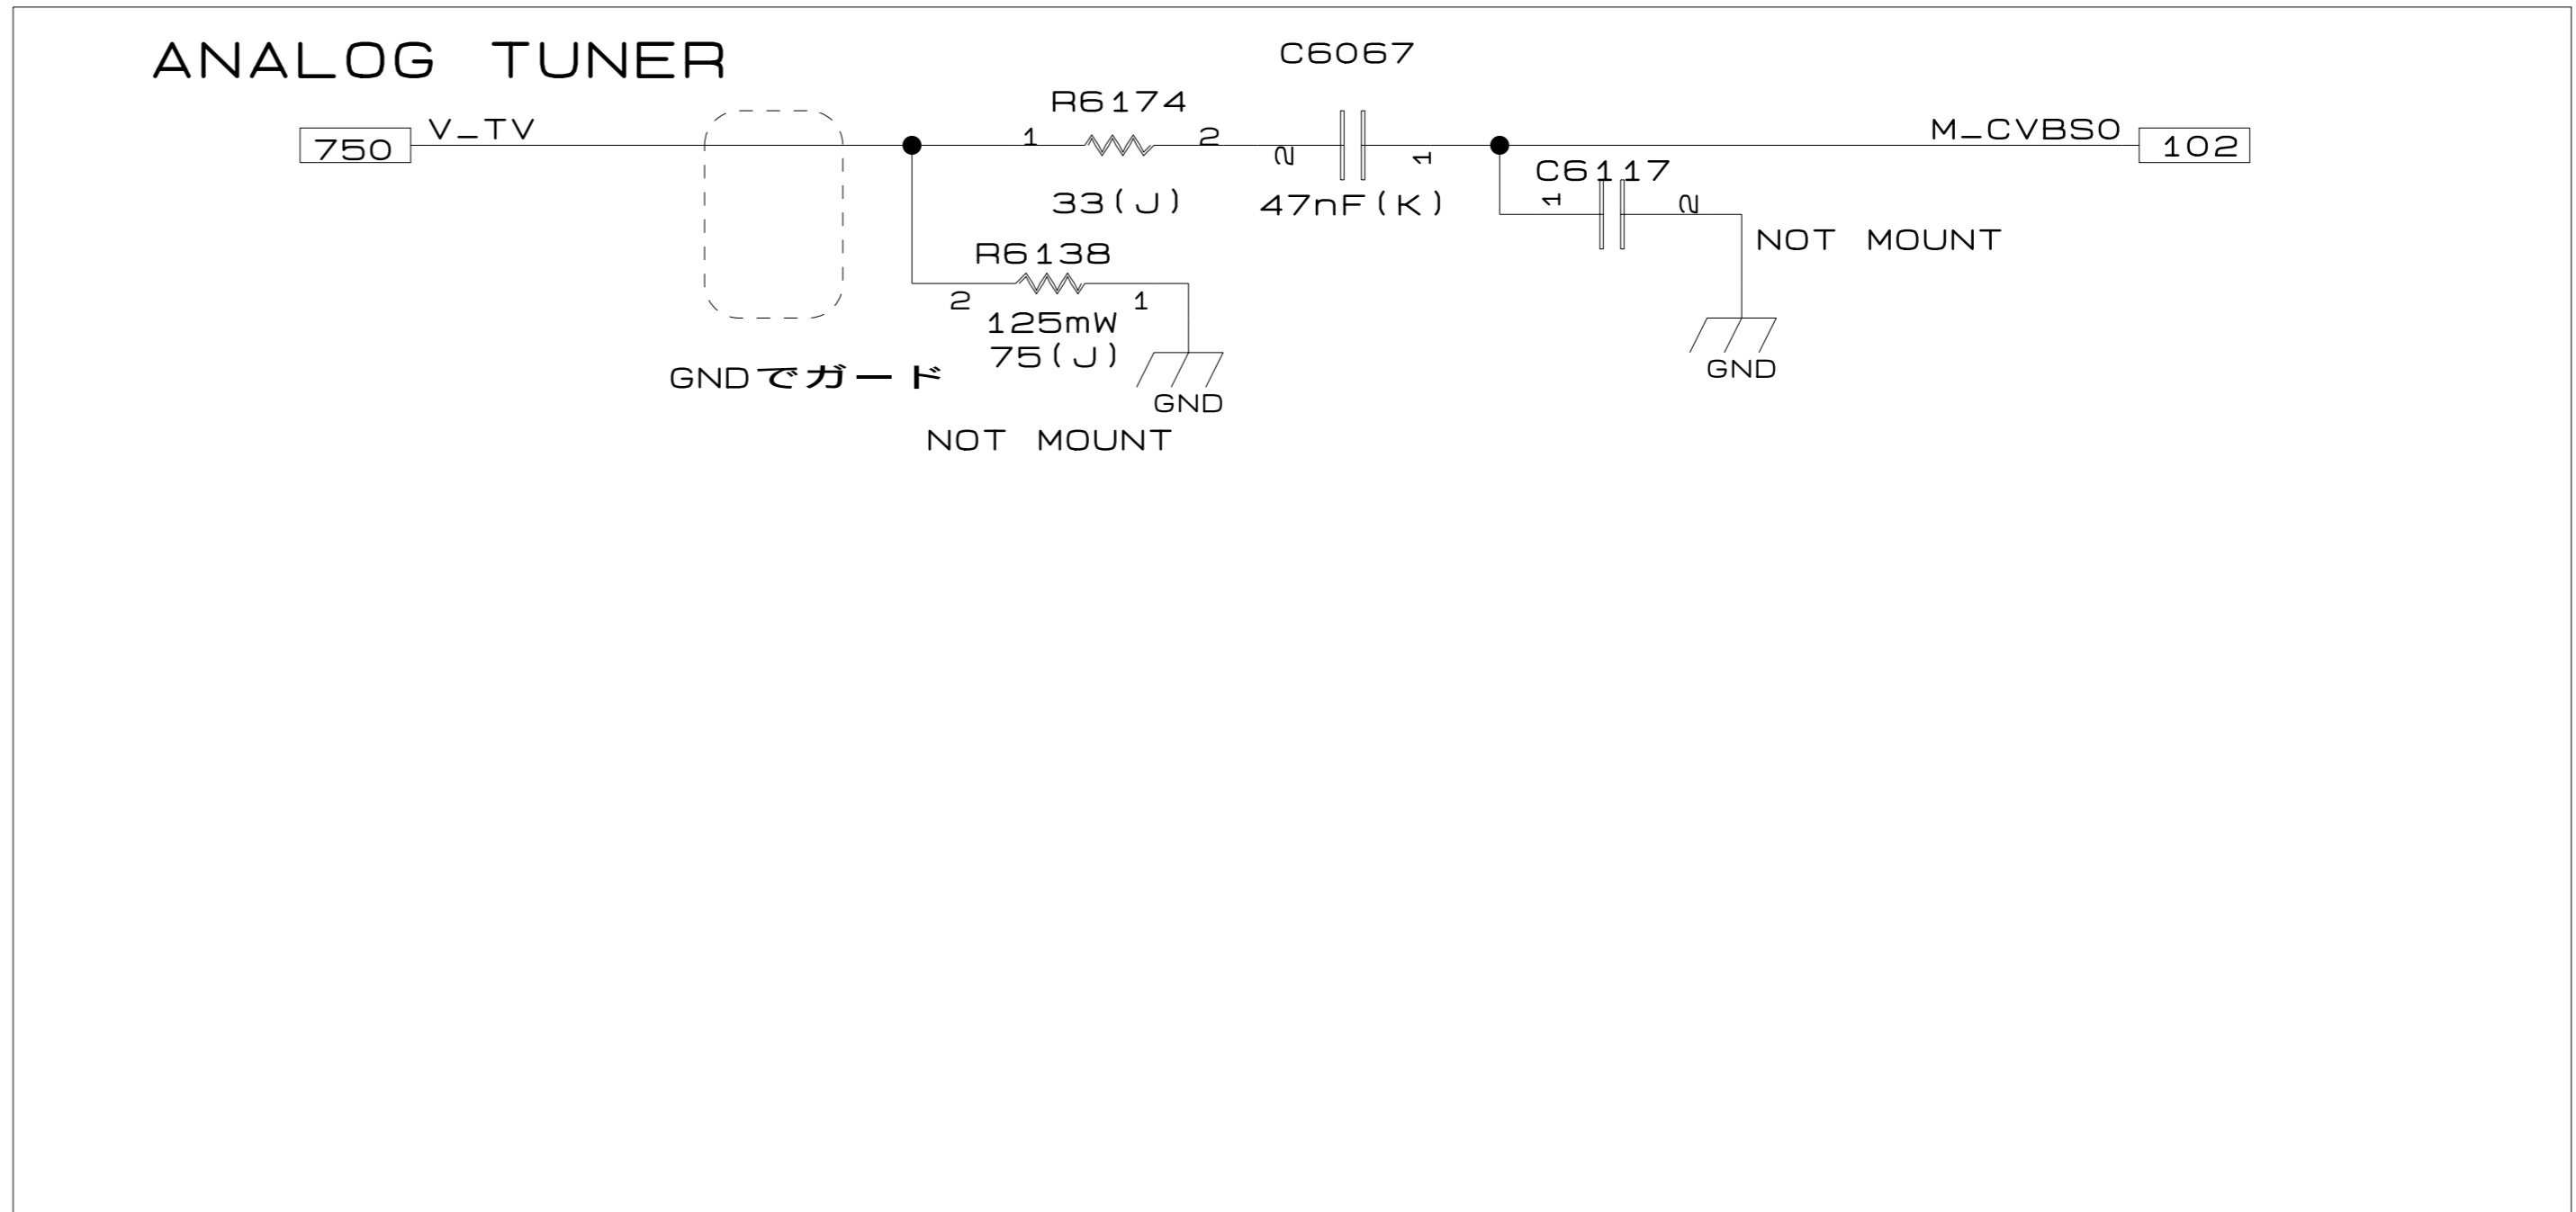 ANALOG TUNER
C6067
R6174
V_TV
M_CVBS0
750
1
2
2
1
102
C6117
33(J)
47nF(K)
1
2
NOT MOUNT
R6138
2
1
125mW
75(J)
GND
GNDでガード
GND
NOT MOUNT